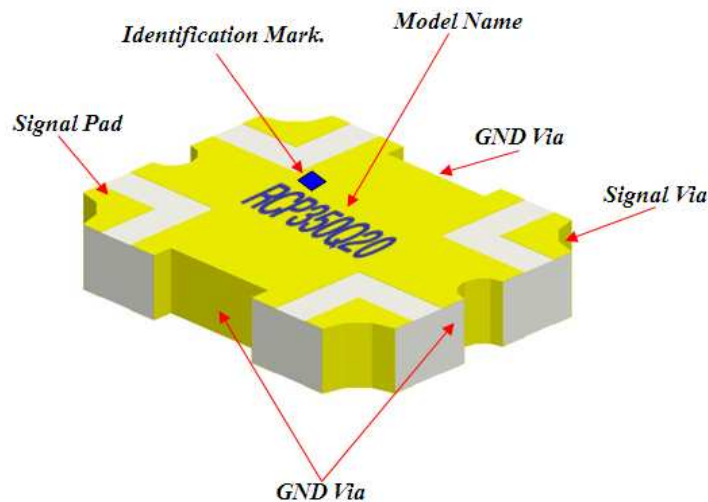 Model Name
Identification Mark.
Signal Pad
GND Via
Signal Via
RCP350Q20
GND Via